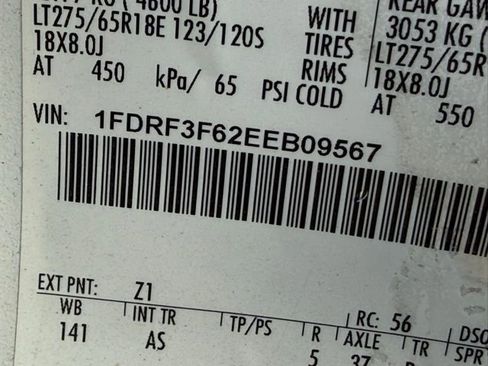 ( 4800 LB) WITH REAR GAW
LT275/65R18E 123/120S TIRES 3053 KG (
18X8.0J RIMS LT275/65R
AT 450 kPa/ 65 PSI COLD 18X8.0J
AT 550
VIN: 1FDRF3F62EEB09567
EXT PNT: Z1 RC: 56 DSO
WB INT TR TP/PS R AXLE TR SPR
141 AS 5 37